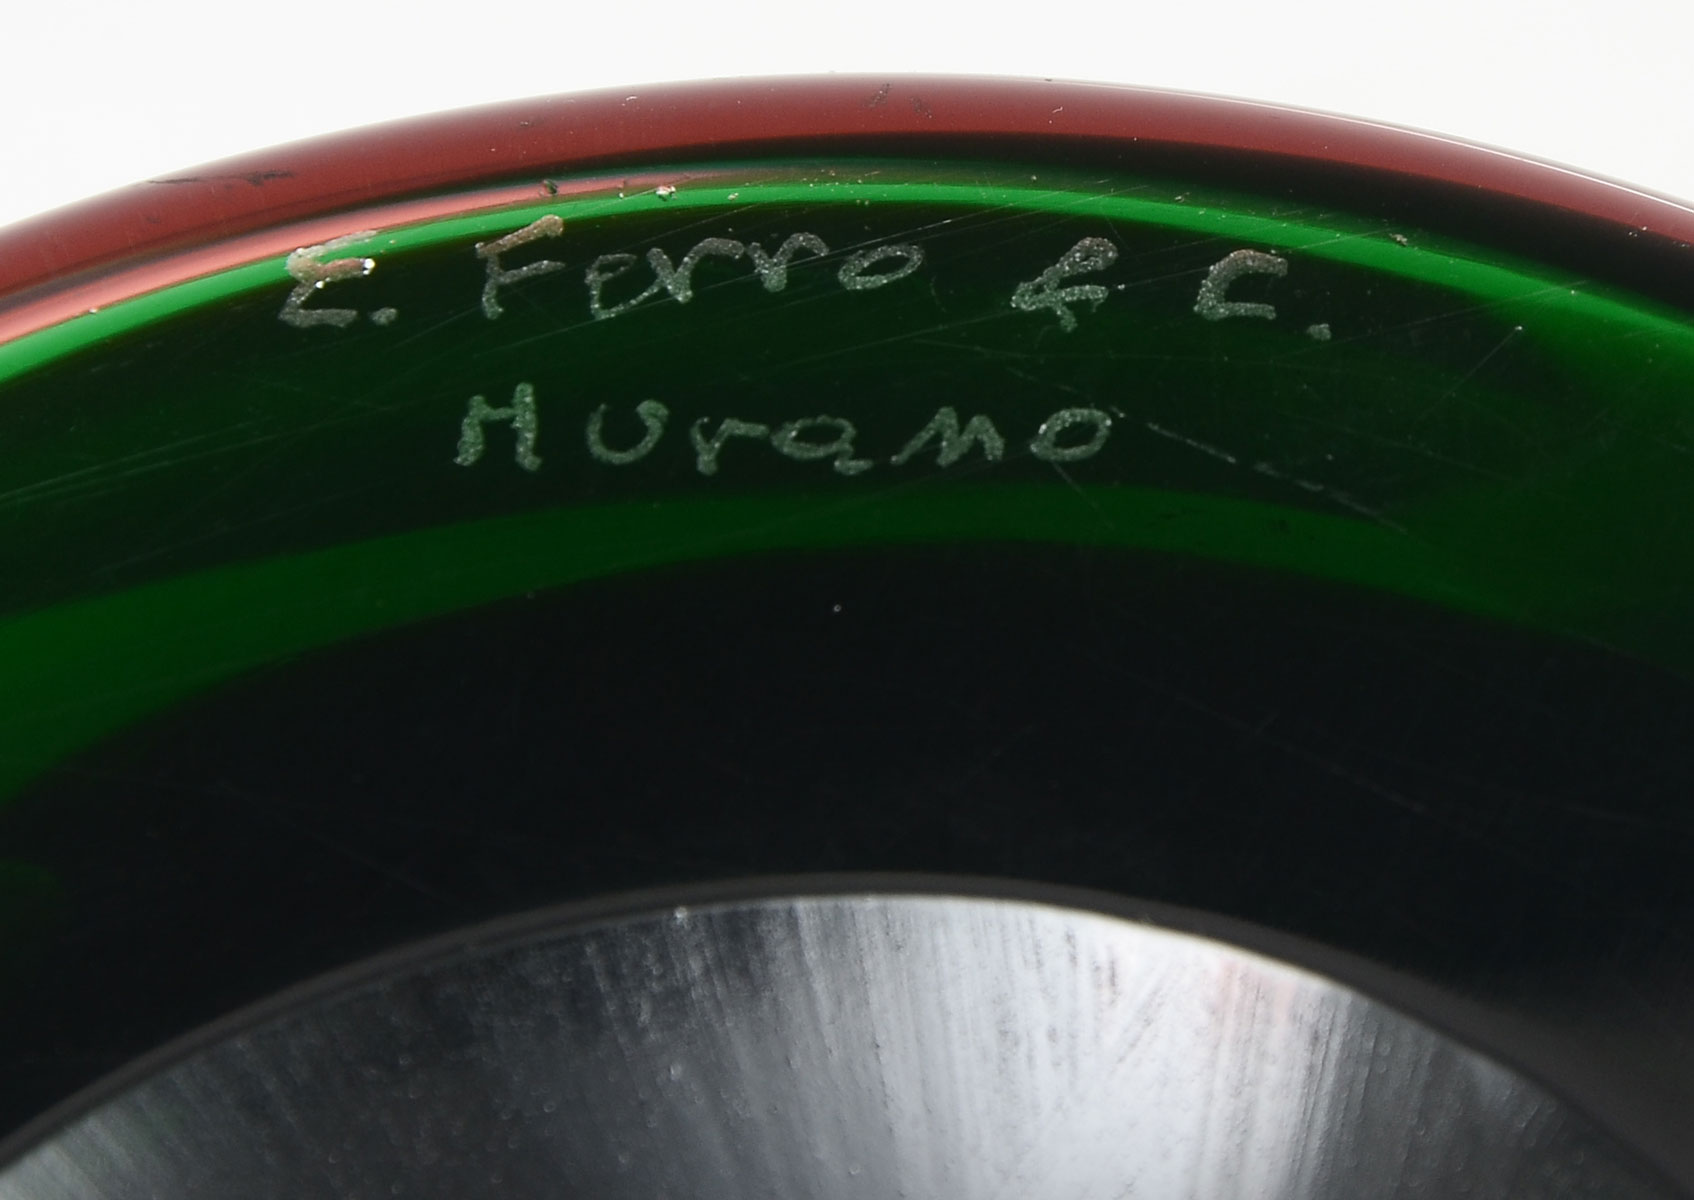 E. Ferro & C.
Murano